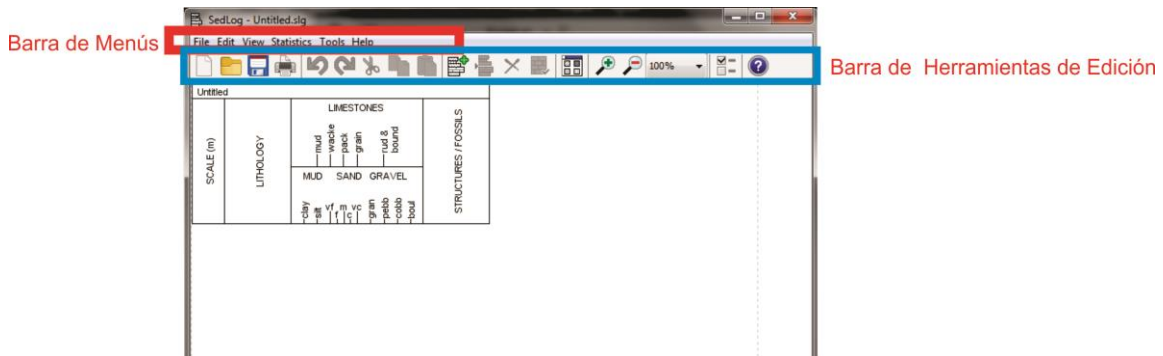 SedLog - Untitled.slg
Barra de Menús
File Edit View Statistics Tools Help
100%
Barra de Herramientas de Edición
Untitled
SCALE (m)
LITHOLOGY
LIMESTONES
mud
wacke
pack
grain
rud &
bound
MUD SAND GRAVEL
clay
silt
vf
f
m
c
vc
gran
pebb
cobb
boul
STRUCTURES / FOSSILS